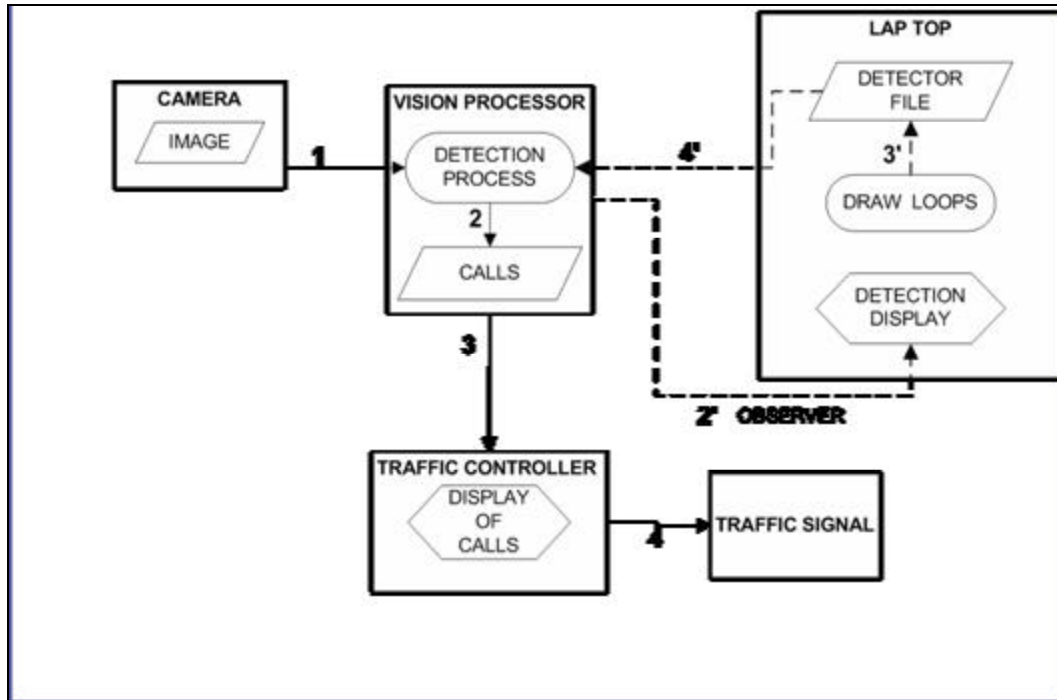 LAP TOP
DETECTOR
FILE
3'
DRAW LOOPS
DETECTION
DISPLAY
CAMERA
IMAGE
1
VISION PROCESSOR
DETECTION
PROCESS
2
CALLS
4'
2' OBSERVER
3
TRAFFIC CONTROLLER
DISPLAY
OF
CALLS
4
TRAFFIC SIGNAL